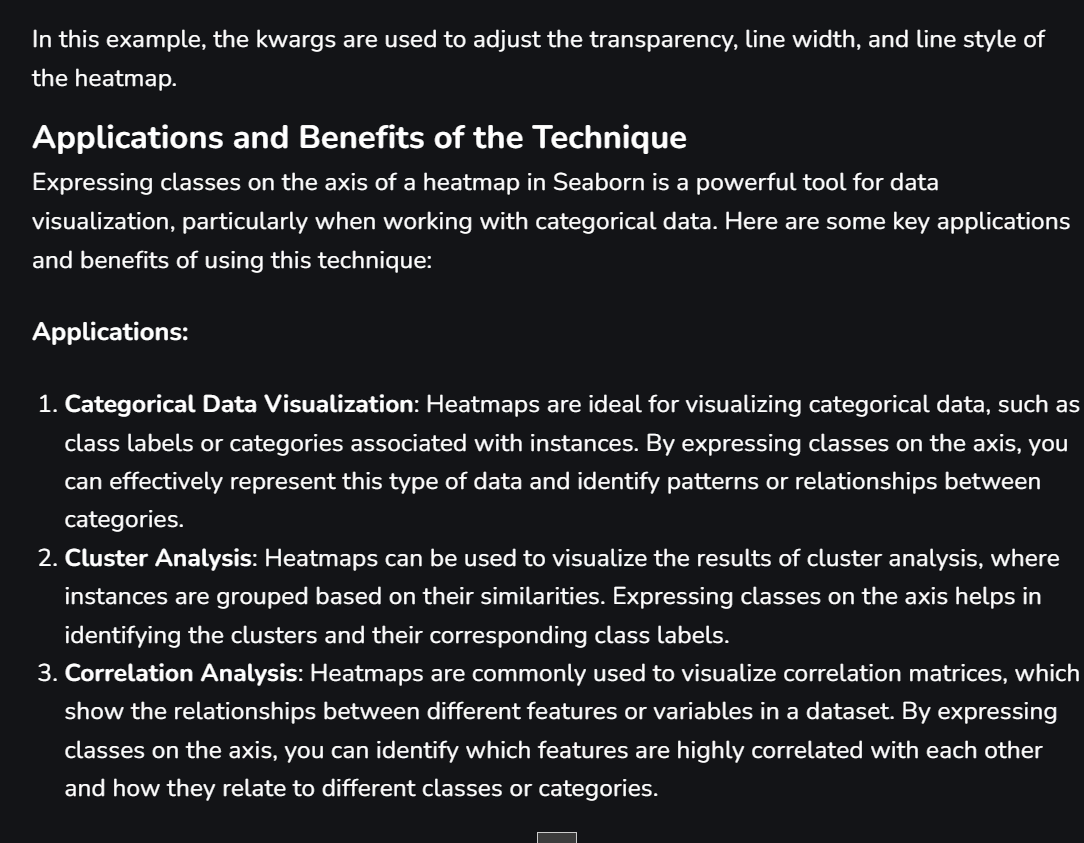 In this example, the kwargs are used to adjust the transparency, line width, and line style of
the heatmap.
Applications and Benefits of the Technique
Expressing classes on the axis of a heatmap in Seaborn is a powerful tool for data
visualization, particularly when working with categorical data. Here are some key applications
and benefits of using this technique:
Applications:
1. Categorical Data Visualization: Heatmaps are ideal for visualizing categorical data, such as
class labels or categories associated with instances. By expressing classes on the axis, you
can effectively represent this type of data and identify patterns or relationships between
categories.
2. Cluster Analysis: Heatmaps can be used to visualize the results of cluster analysis, where
instances are grouped based on their similarities. Expressing classes on the axis helps in
identifying the clusters and their corresponding class labels.
3. Correlation Analysis: Heatmaps are commonly used to visualize correlation matrices, which
show the relationships between different features or variables in a dataset. By expressing
classes on the axis, you can identify which features are highly correlated with each other
and how they relate to different classes or categories.